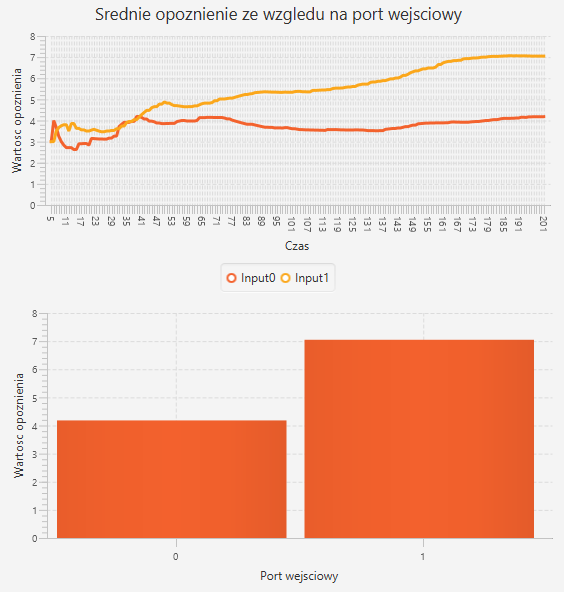 Srednie opoznienie ze wzgledu na port wejsciowy
8
7
6
5
4
3
2
1
0
Wartosc opoznienia
5 11 17 23 29 35 41 47 53 59 65 71 77 83 89 95 101 107 113 119 125 131 137 143 149 155 161 167 173 179 185 191 201
Czas
Input0 Input1
8
7
6
5
4
3
2
1
0
Wartosc opoznienia
0 1
Port wejsciowy